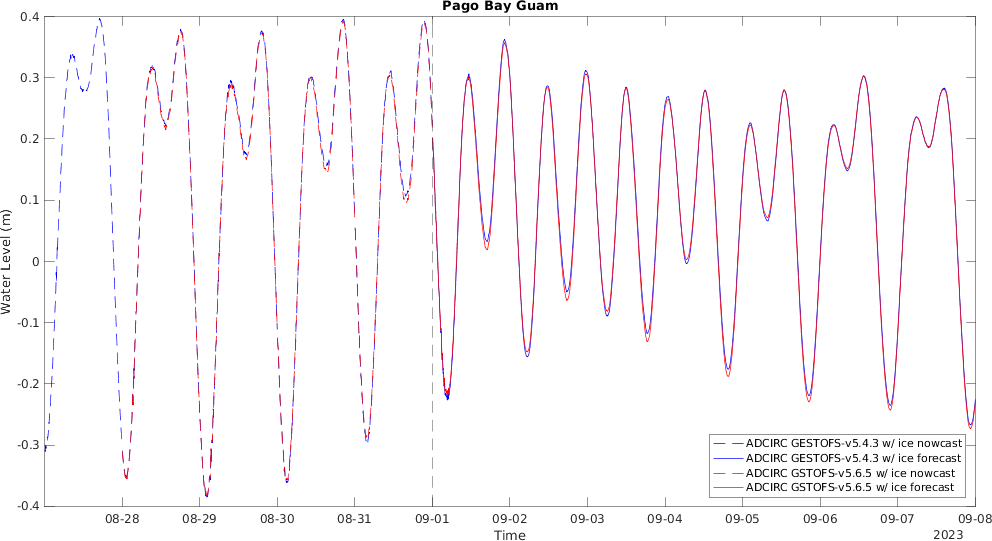 Pago Bay Guam
Water Level (m)
0.4
0.3
0.2
0.1
0
-0.1
-0.2
-0.3
-0.4
ADCIRC GESTOFS-v5.4.3 w/ ice nowcast
ADCIRC GESTOFS-v5.4.3 w/ ice forecast
ADCIRC GSTOFS-v5.6.5 w/ ice nowcast
ADCIRC GSTOFS-v5.6.5 w/ ice forecast
08-28 08-29 08-30 08-31 09-01 09-02 09-03 09-04 09-05 09-06 09-07 09-08
Time
2023